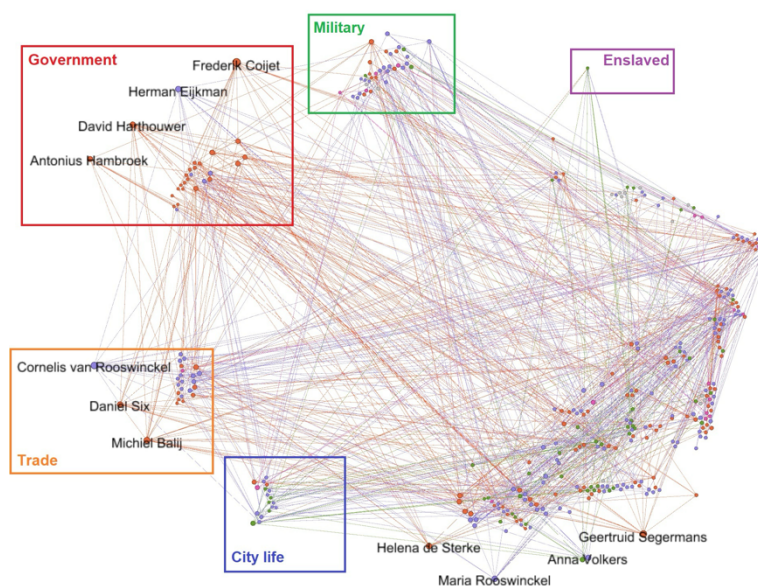 Military
Government
Enslaved
Frederik Coijet
Herman Eijkman
David Harthouwer
Antonius Hambroek
Cornelis van Rooswinckel
Daniel Six
Michiel Balij
Trade
City life
Helena de Sterke
Geertruid Segermans
Anna Volkers
Maria Rooswinckel